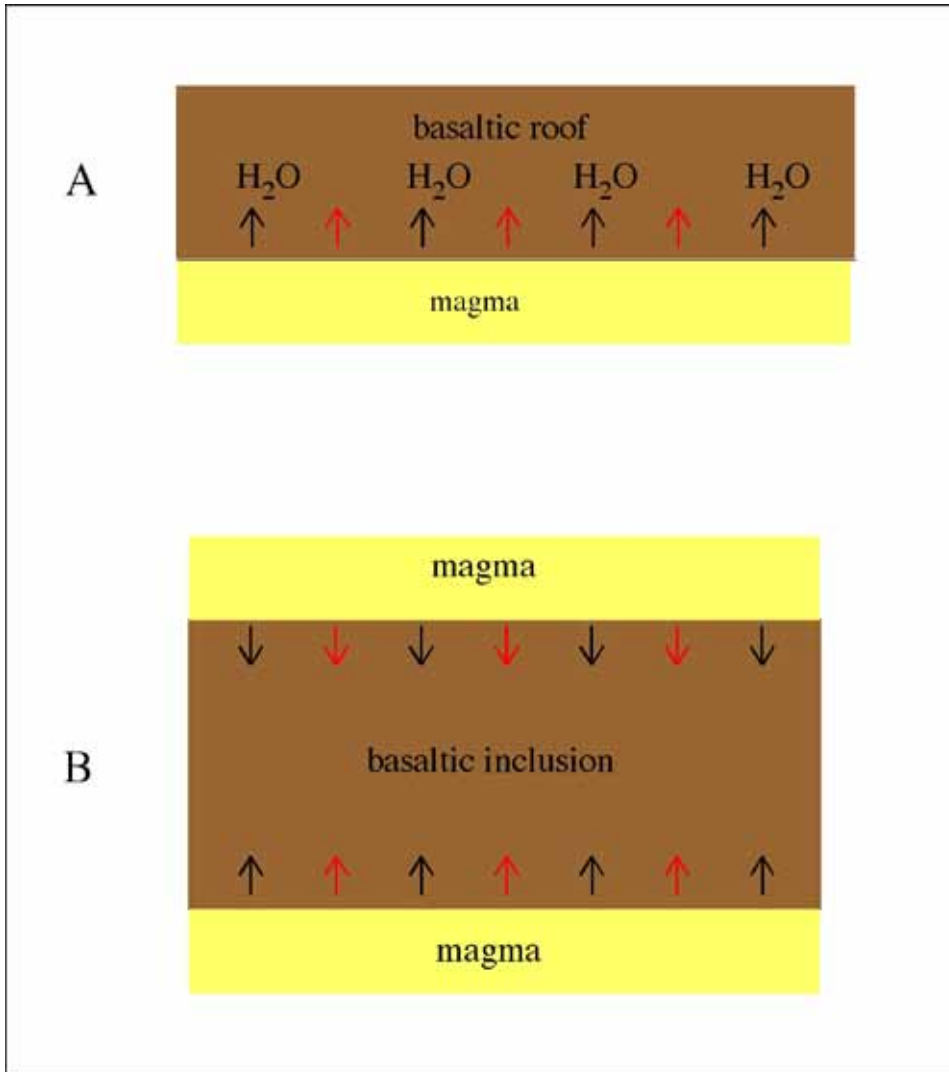 A
basaltic roof
H₂O H₂O H₂O H₂O
magma
magma
B
basaltic inclusion
magma